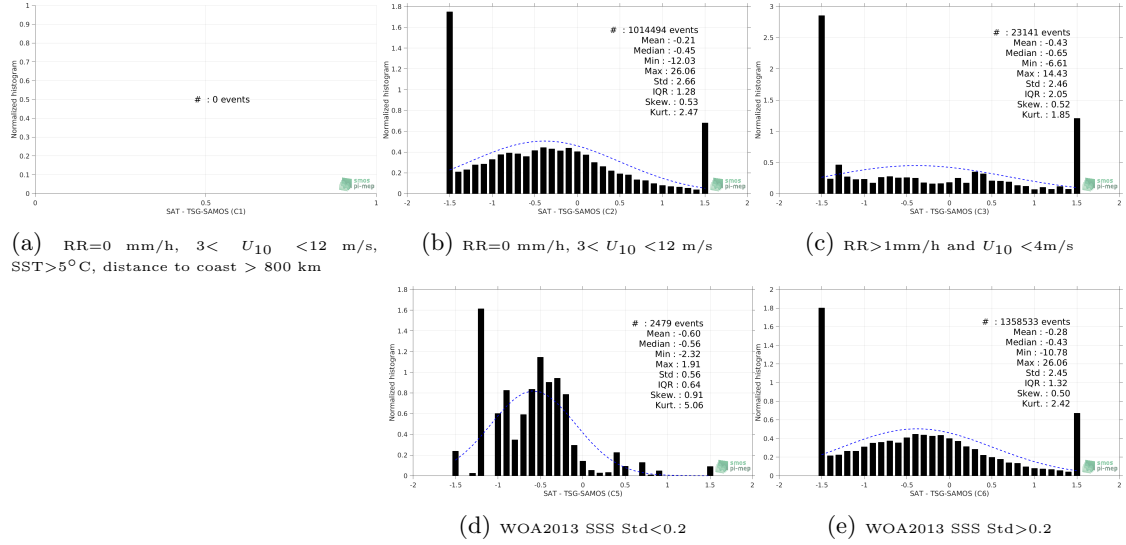 1
0.9
0.8
0.7
0.6
0.5
0.4
0.3
0.2
0.1
0
Normalized histogram
# : 0 events
0 0.5 1
SAT - TSG-SAMOS (C1)
smos
pi-mep
(a) RR=0 mm/h, 3< U10 <12 m/s,
SST>5°C, distance to coast > 800 km
1.8
1.6
1.4
1.2
1
0.8
0.6
0.4
0.2
0
Normalized histogram
# : 1014494 events
Mean : -0.21
Median : -0.45
Min : -12.03
Max : 26.06
Std : 2.66
IQR : 1.28
Skew. : 0.53
Kurt. : 2.47
-2 -1.5 -1 -0.5 0 0.5 1 1.5 2
SAT - TSG-SAMOS (C2)
smos
pi-mep
(b) RR=0 mm/h, 3< U10 <12 m/s
3
2.5
2
1.5
1
0.5
0
Normalized histogram
# : 23141 events
Mean : -0.43
Median : -0.65
Min : -6.61
Max : 14.43
Std : 2.46
IQR : 2.05
Skew. : 0.52
Kurt. : 1.85
-2 -1.5 -1 -0.5 0 0.5 1 1.5 2
SAT - TSG-SAMOS (C3)
smos
pi-mep
(c) RR>1mm/h and U10 <4m/s
1.8
1.6
1.4
1.2
1
0.8
0.6
0.4
0.2
0
Normalized histogram
# : 2479 events
Mean : -0.60
Median : -0.56
Min : -2.32
Max : 1.91
Std : 0.56
IQR : 0.64
Skew. : 0.91
Kurt. : 5.06
-2 -1.5 -1 -0.5 0 0.5 1 1.5 2
SAT - TSG-SAMOS (C5)
smos
pi-mep
(d) WOA2013 SSS Std<0.2
2
1.8
1.6
1.4
1.2
1
0.8
0.6
0.4
0.2
0
Normalized histogram
# : 1358533 events
Mean : -0.28
Median : -0.43
Min : -10.78
Max : 26.06
Std : 2.45
IQR : 1.32
Skew. : 0.50
Kurt. : 2.42
-2 -1.5 -1 -0.5 0 0.5 1 1.5 2
SAT - TSG-SAMOS (C6)
smos
pi-mep
(e) WOA2013 SSS Std>0.2